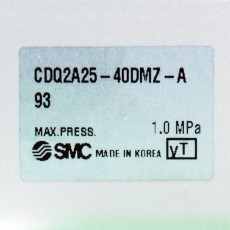 CDQ2A25-40DMZ-A
93
MAX.PRESS. 1.0 MPa
SMC MADE IN KOREA yT